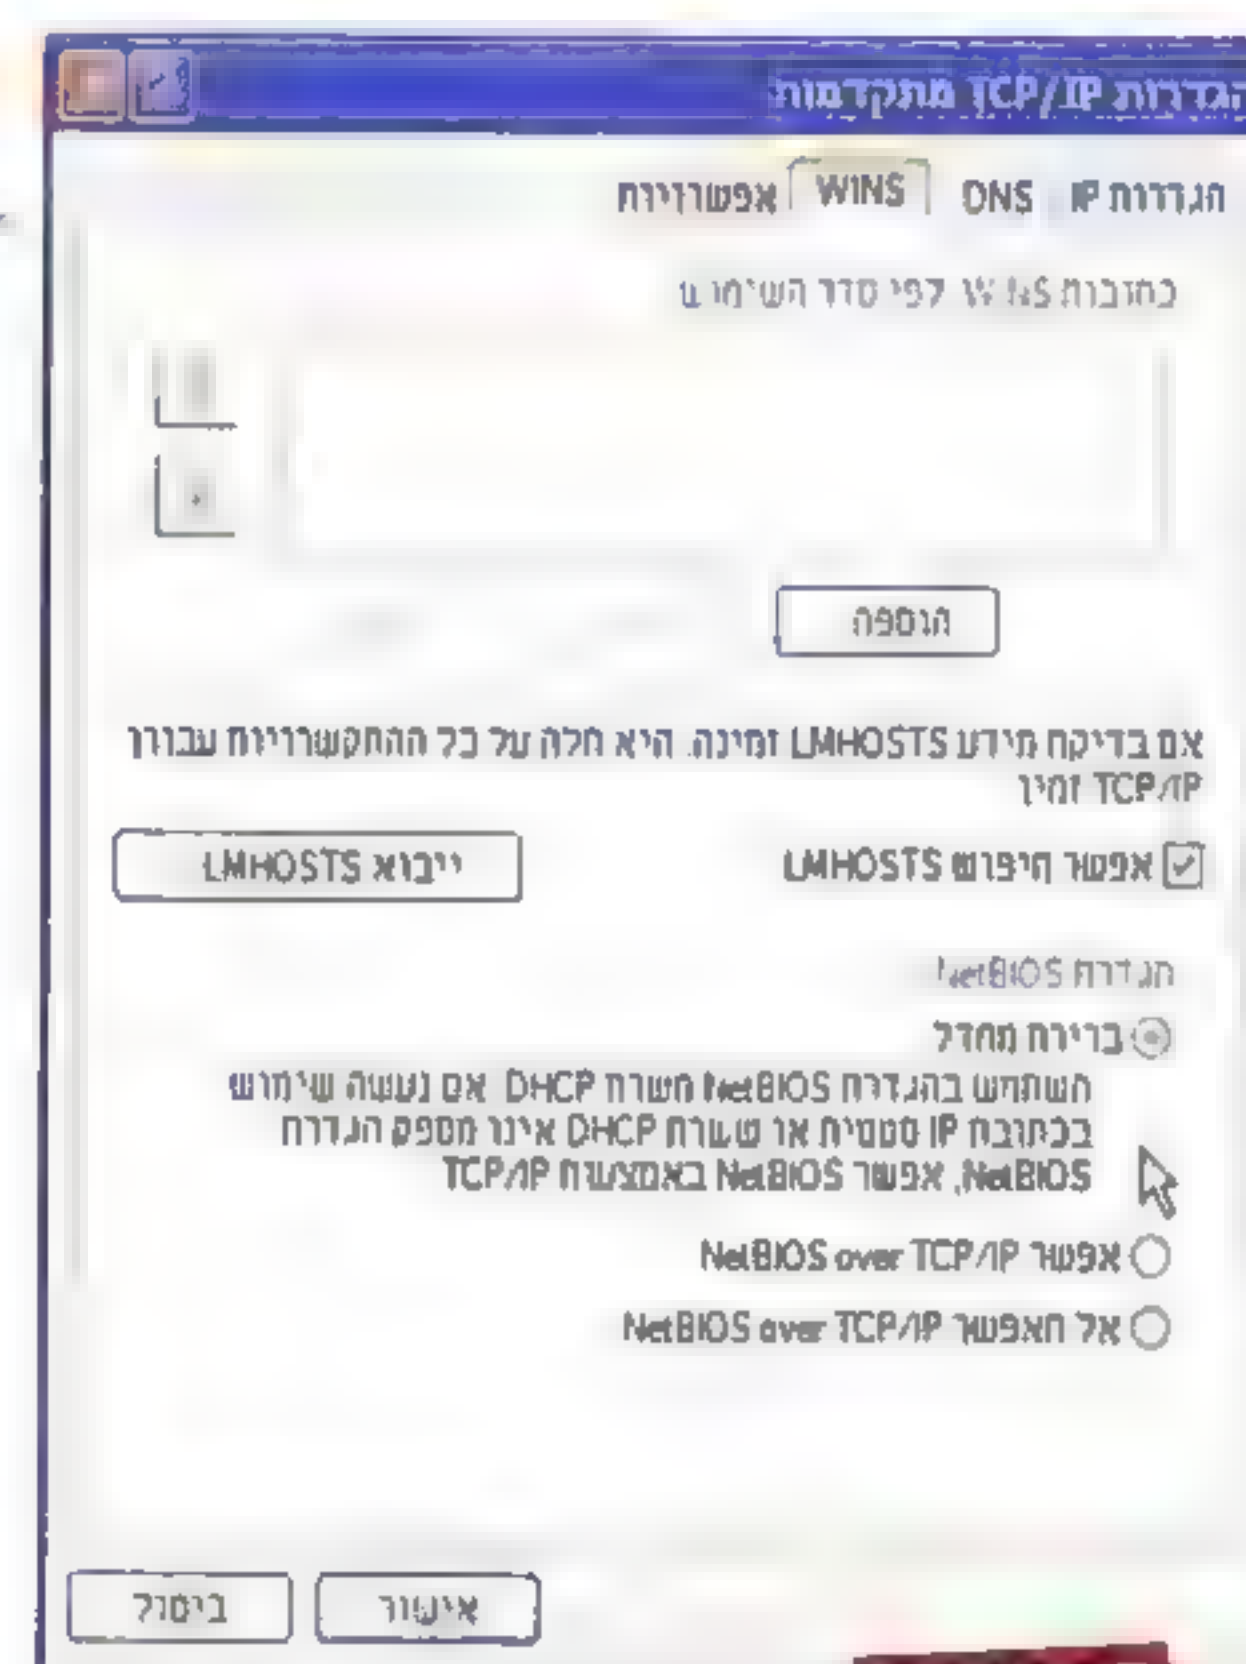 הגדרות TCP/IP מתקדמות
הגדרות IP DNS WINS אפשרויות
כתובות WINS לפי סדר השימוש
הוספה
אם בדיקת מידע LMHOSTS זמינה. היא חלה על כל ההתקשרויות עבורן
TCP/IP זמין
אפשר חיפוש LMHOSTS
ייבוא LMHOSTS
הגדרת NetBIOS
ברירת מחדל
השתמש בהגדרת NetBIOS משרת DHCP אם נעשה שימוש
בכתובת IP סטטית או ששרת DHCP אינו מספק הגדרת
NetBIOS, אפשר NetBIOS באמצעות TCP/IP
אפשר NetBIOS over TCP/IP
אל תאפשר NetBIOS over TCP/IP
אישור ביטול